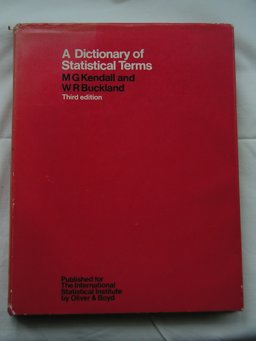 A Dictionary of
Statistical Terms
M G Kendall and
W R Buckland
Third edition
Published for
The International
Statistical Institute
by Oliver & Boyd